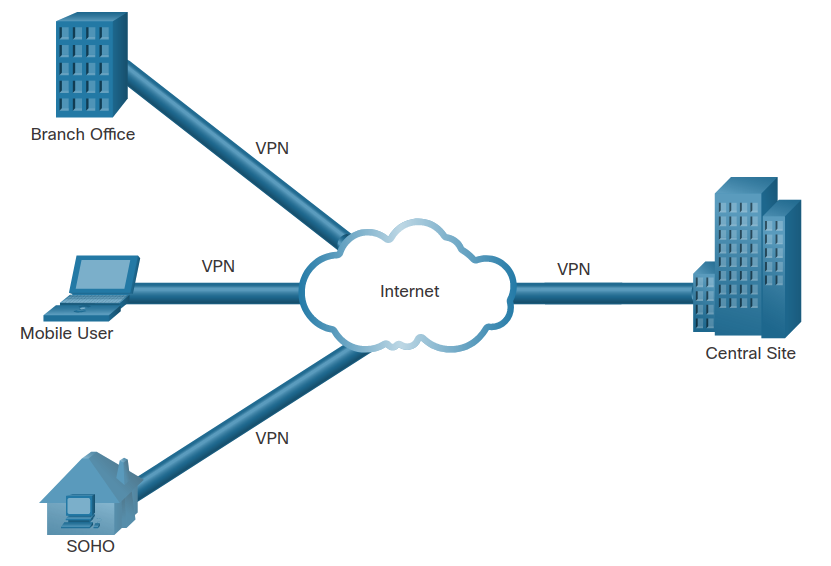 Branch Office
VPN
VPN
Mobile User
Internet
VPN
Central Site
VPN
SOHO